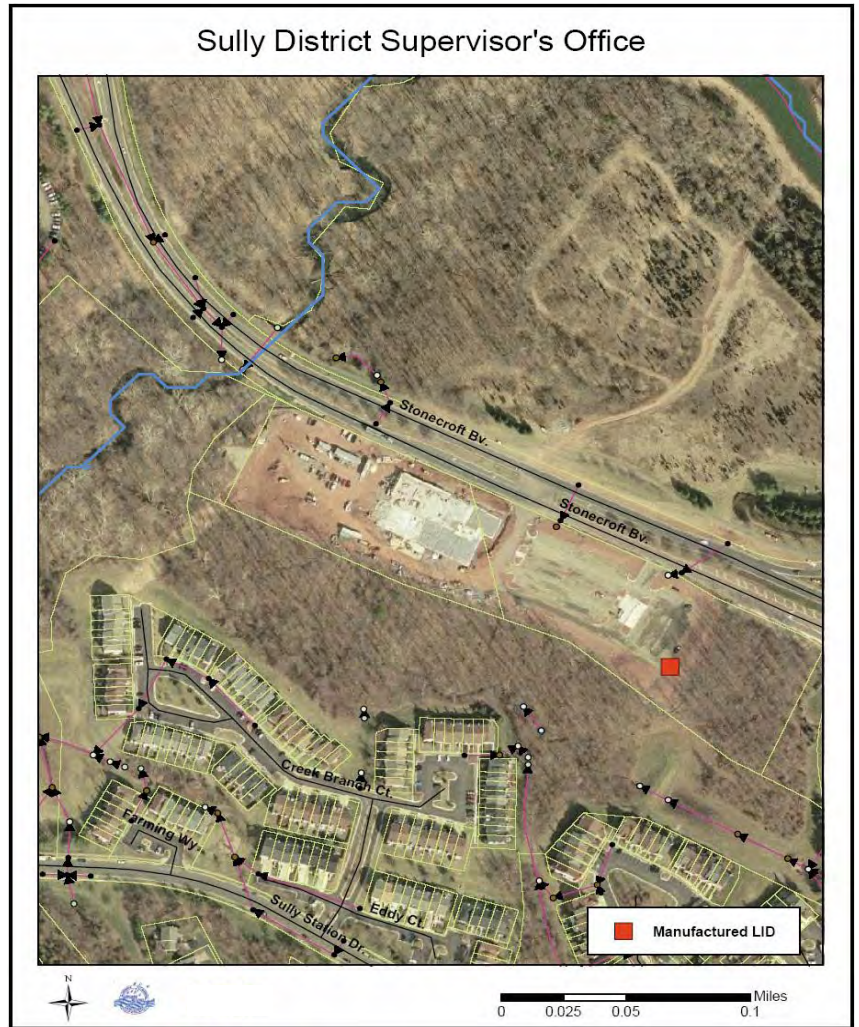 Sully District Supervisor's Office
Stonecroft Bv.
Stonecroft Bv.
Creek Branch Ct.
Farming Wy.
Eddy Ct.
Sully Station Dr.
Manufactured LID
N
Miles
0 0.025 0.05 0.1